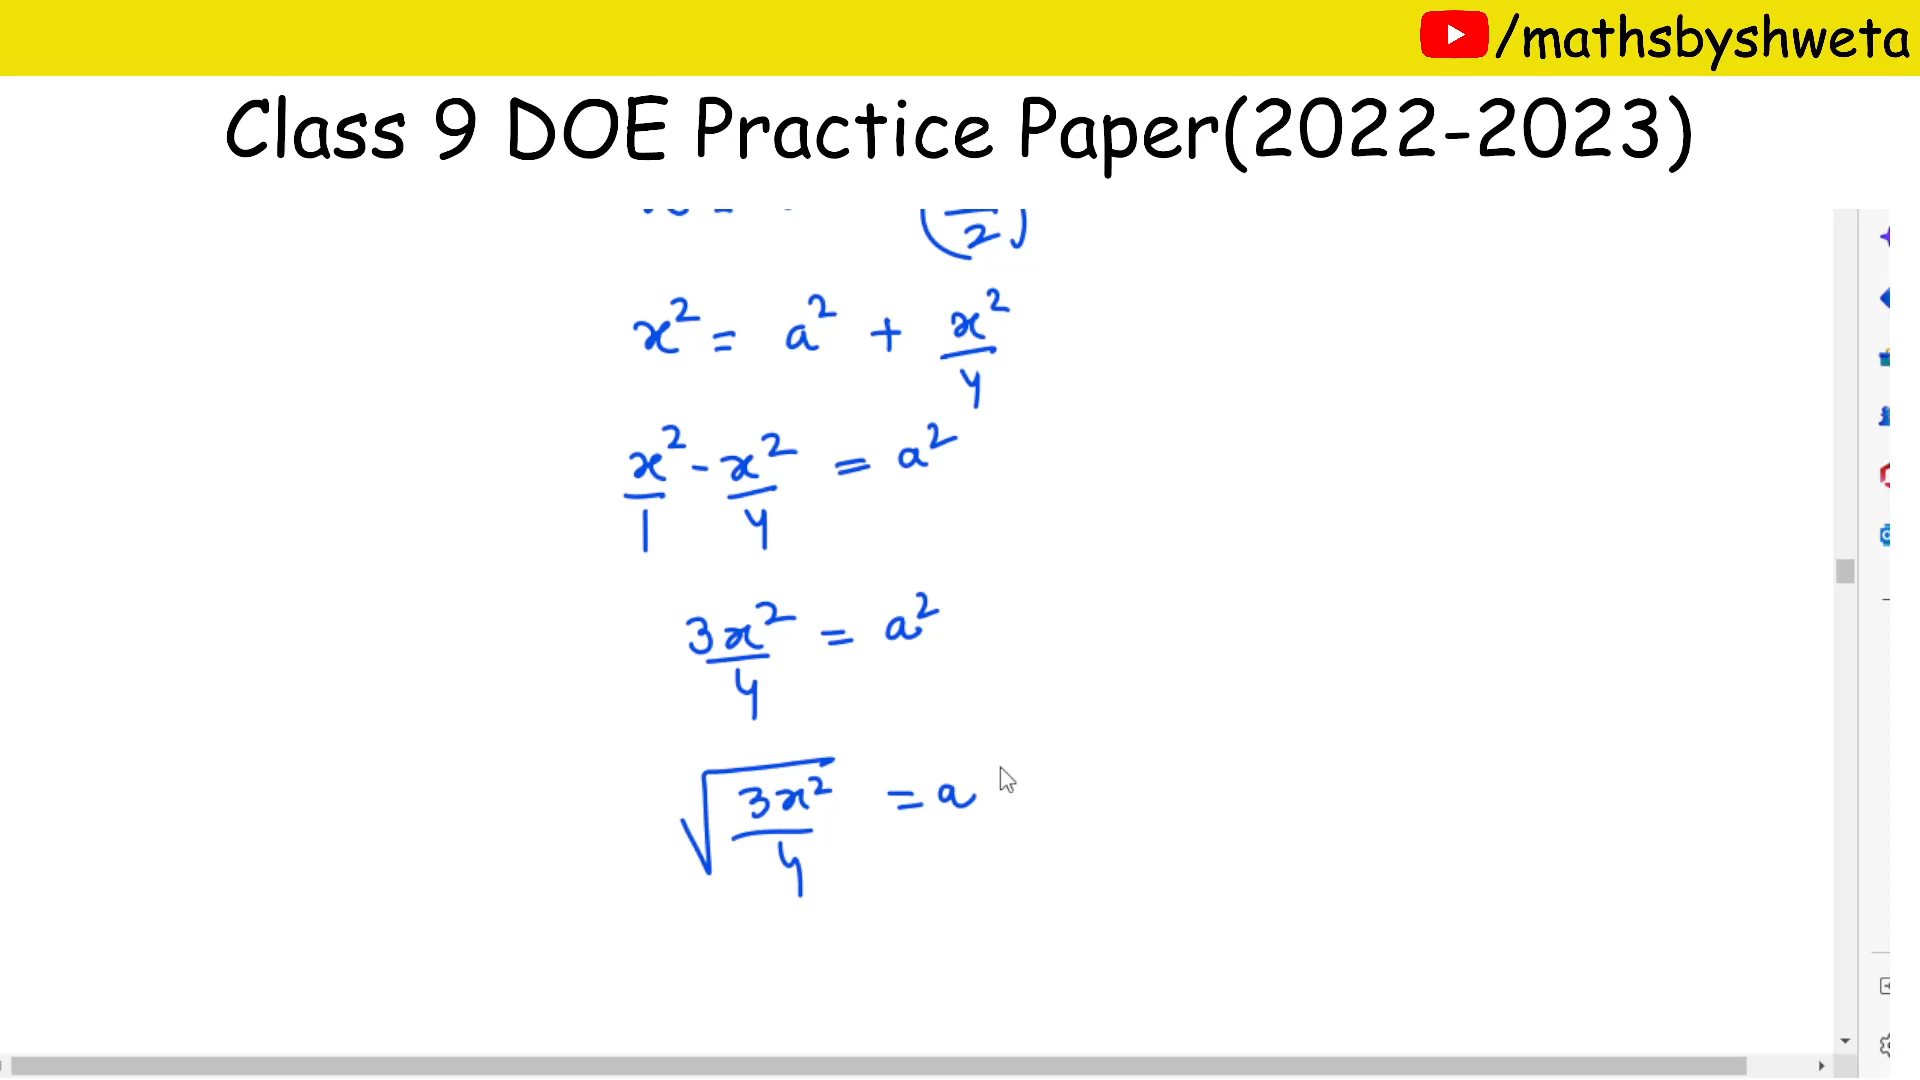 /mathsbyshweta
Class 9 DOE Practice Paper(2022-2023)
2)
x² = a² + x²/4
x²/1 - x²/4 = a²
3x²/4 = a²
√(3x²/4) = a